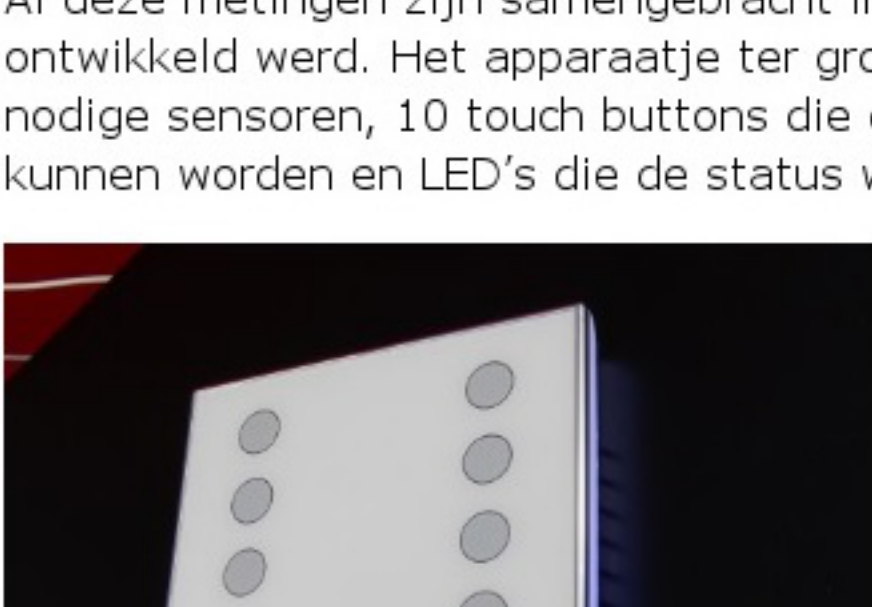 Al deze metingen zijn samengebracht
ontwikkeld werd. Het apparaatje ter
nodige sensoren, 10 touch buttons die
kunnen worden en LED’s die de status